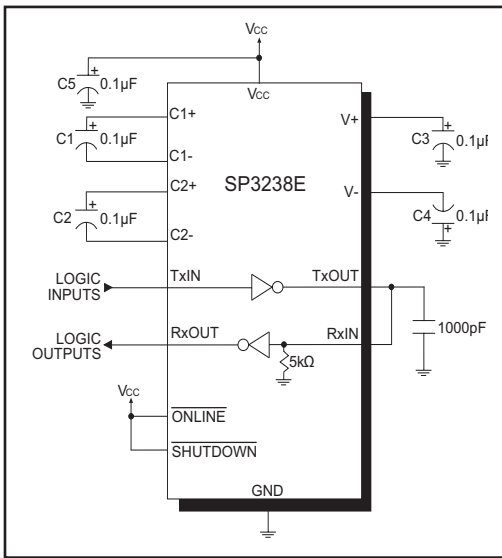 VCC
C5
+
0.1µF
VCC
C1+
C1
+
0.1µF
C1-
C2+
C2
+
0.1µF
C2-
SP3238E
V+
C3
+
0.1µF
V-
C4
+
0.1µF
LOGIC
INPUTS
TxIN
TxOUT
LOGIC
OUTPUTS
RxOUT
RxIN
5kΩ
1000pF
VCC
ONLINE
SHUTDOWN
GND